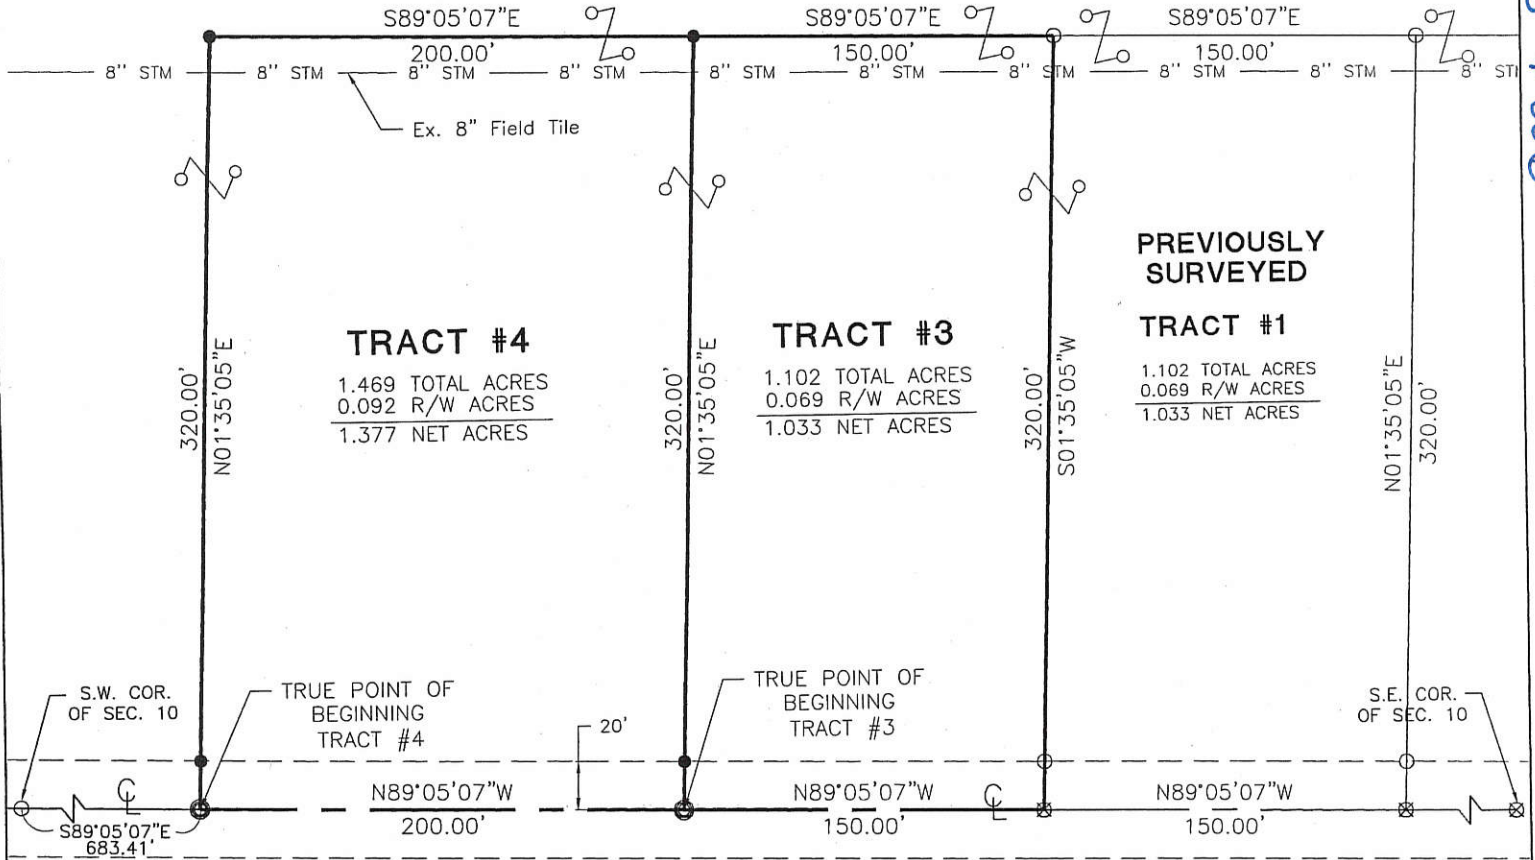 S89°05'07"E
200.00'
S89°05'07"E
150.00'
S89°05'07"E
150.00'
8'' STM 8'' STM 8'' STM 8'' STM 8'' STM 8'' STM 8'' STM 8'' STM 8'' STM 8'' STM
Ex. 8" Field Tile
320.00'
N01°35'05"E
TRACT #4
1.469 TOTAL ACRES
0.092 R/W ACRES
1.377 NET ACRES
320.00'
N01°35'05"E
TRACT #3
1.102 TOTAL ACRES
0.069 R/W ACRES
1.033 NET ACRES
320.00'
S01°35'05"W
PREVIOUSLY
SURVEYED
TRACT #1
1.102 TOTAL ACRES
0.069 R/W ACRES
1.033 NET ACRES
N01°35'05"E
320.00'
S.W. COR.
OF SEC. 10
TRUE POINT OF
BEGINNING
TRACT #4
20'
TRUE POINT OF
BEGINNING
TRACT #3
S.E. COR.
OF SEC. 10
S89°05'07"E
683.41'
N89°05'07"W
200.00'
N89°05'07"W
150.00'
N89°05'07"W
150.00'